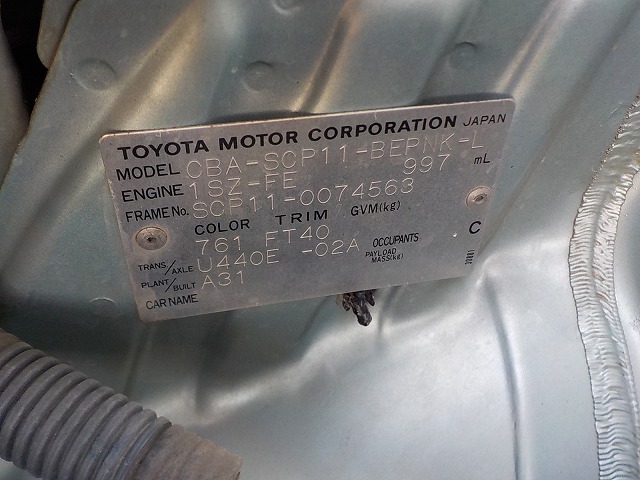 TOYOTA MOTOR CORPORATION JAPAN
MODEL CBA-SCP11-BEPNK-L
ENGINE 1SZ-FE 997 mL
FRAME No. SCP11-0074563
COLOR TRIM GVM(kg)
761 FT40
TRANS/AXLE U440E -02A OCCUPANTS C
PLANT/BUILT A31 PAYLOAD MASS(kg)
CAR NAME